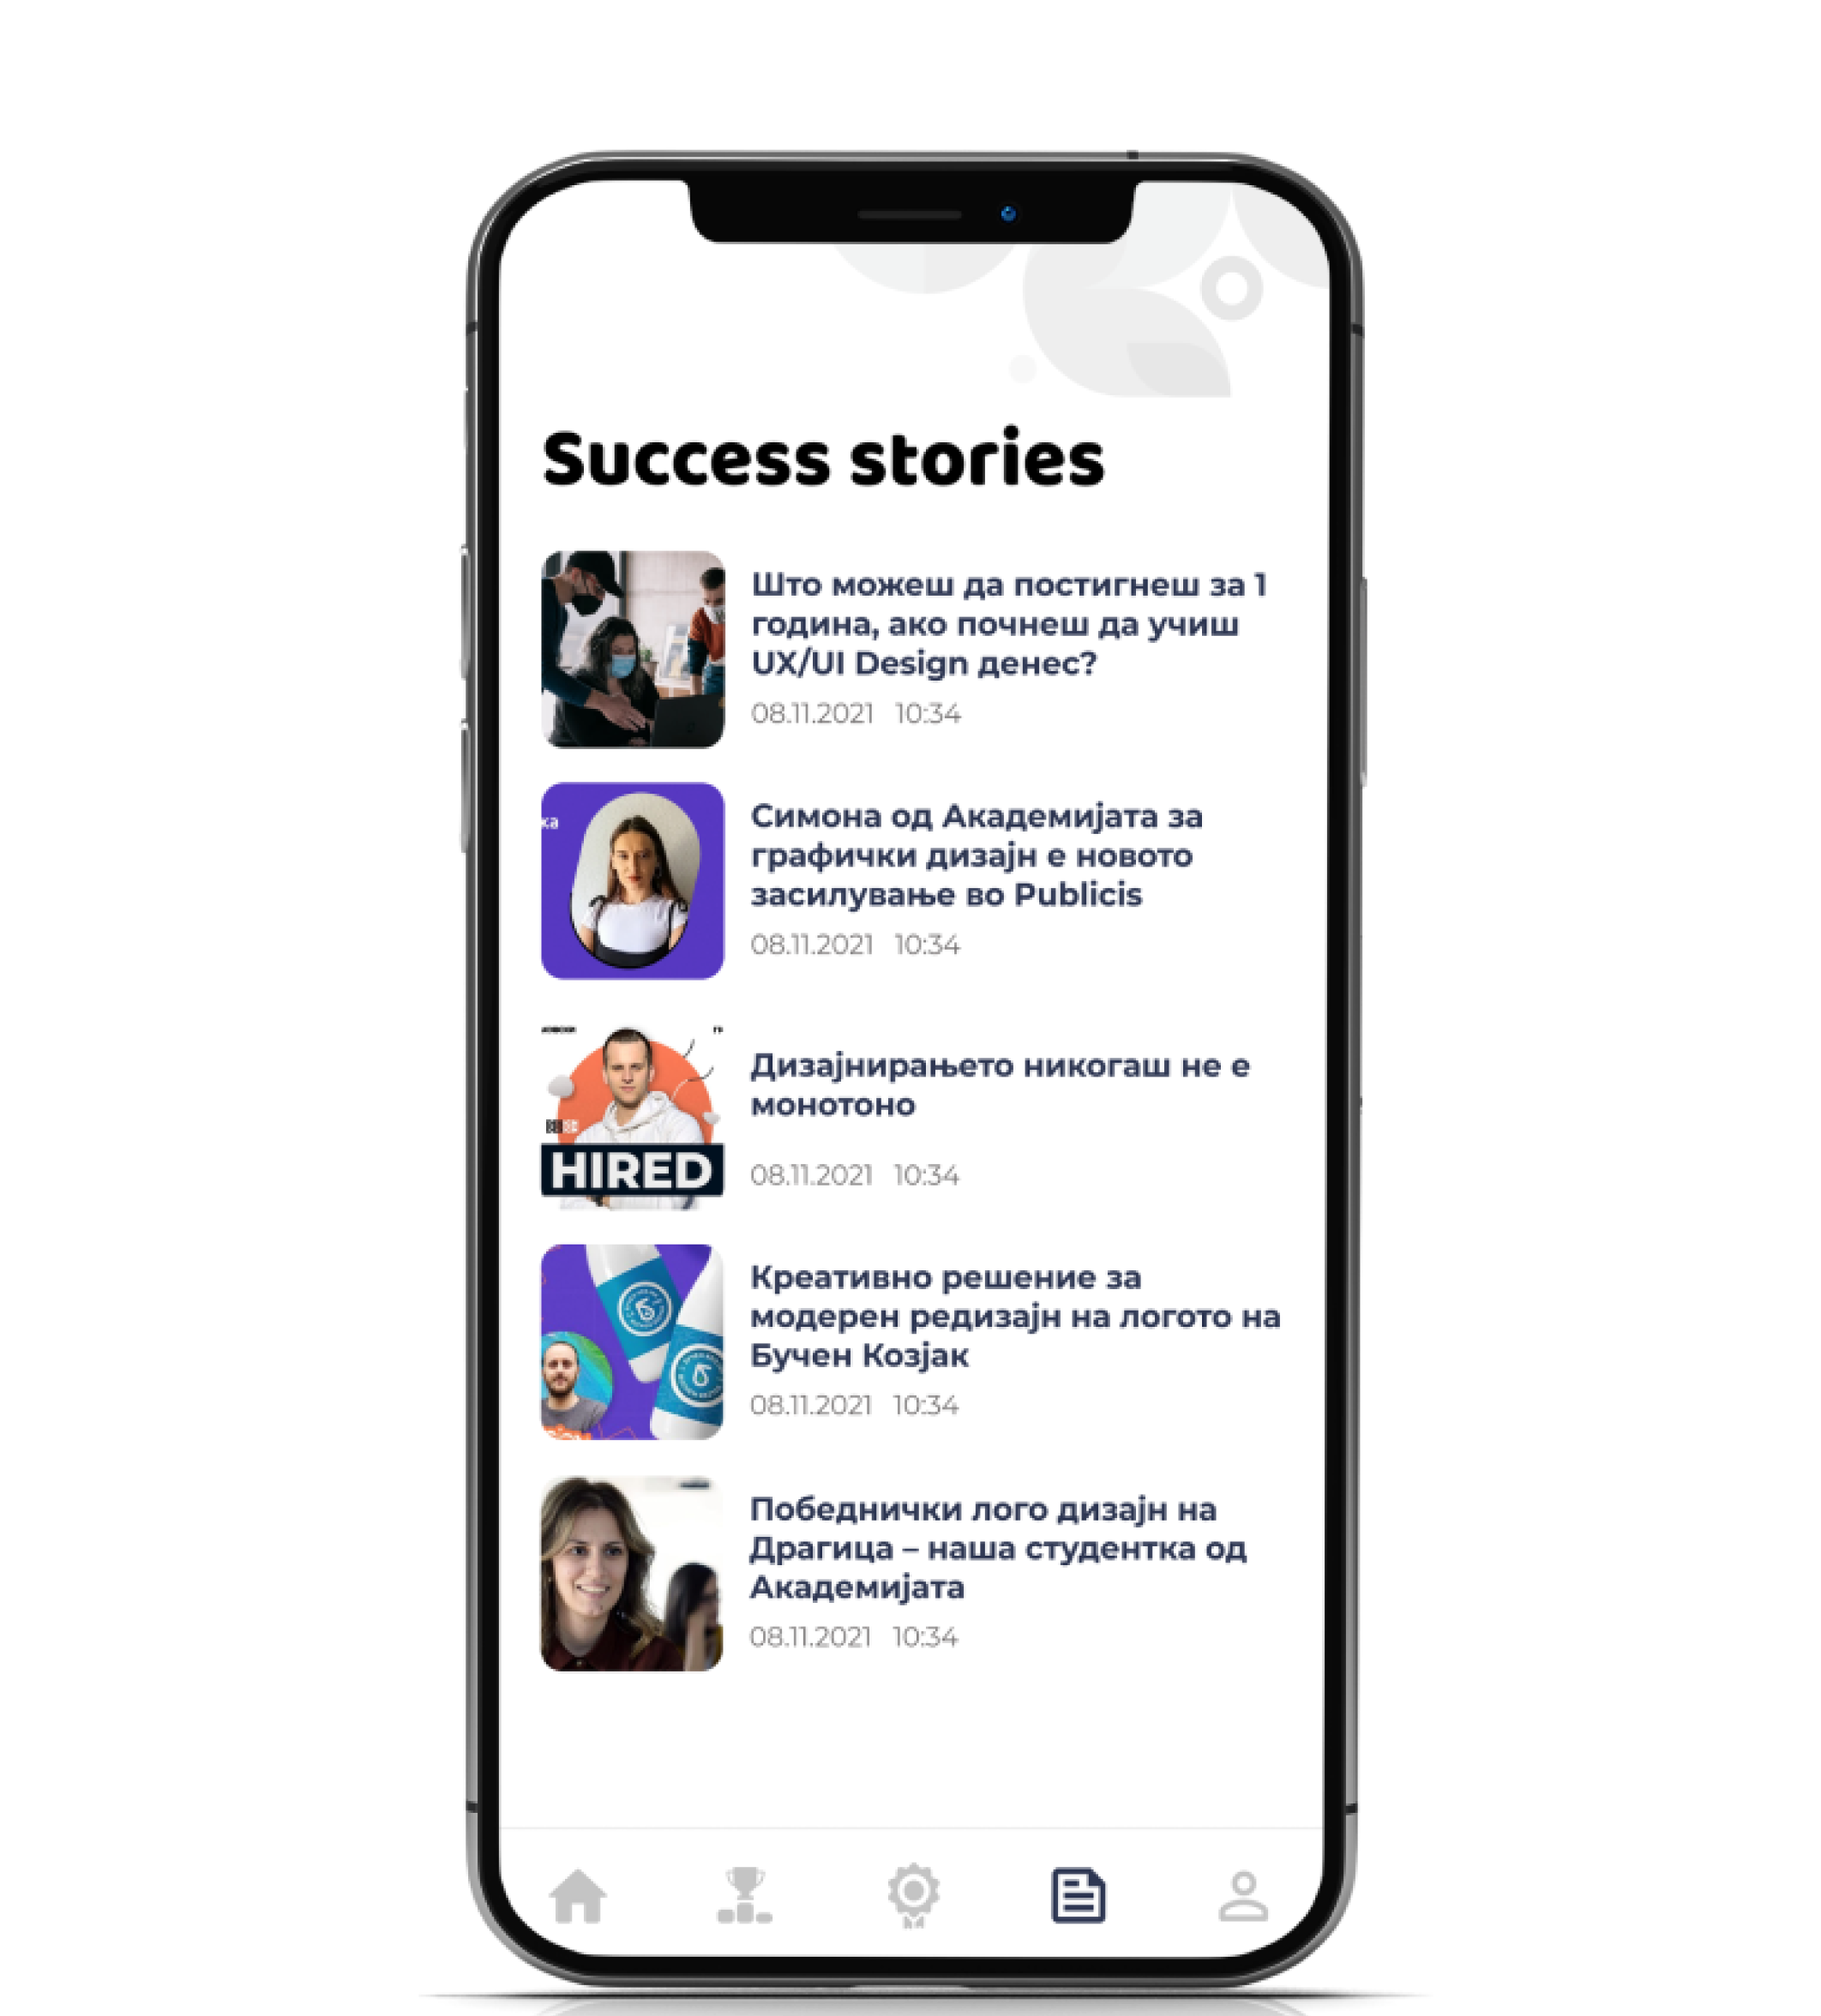 Success stories
Што можеш да постигнеш за 1
година, ако почнеш да учиш
UX/UI Design денес?
08.11.2021 10:34
ка
Симона од Академијата за
графички дизајн е новото
засилување во Publicis
08.11.2021 10:34
Дизајнирањето никогаш не е
монотоно
HIRED
08.11.2021 10:34
Креативно решение за
модерен редизајн на логото на
Бучен Козјак
08.11.2021 10:34
Победнички лого дизајн на
Драгица – наша студентка од
Академијата
08.11.2021 10:34